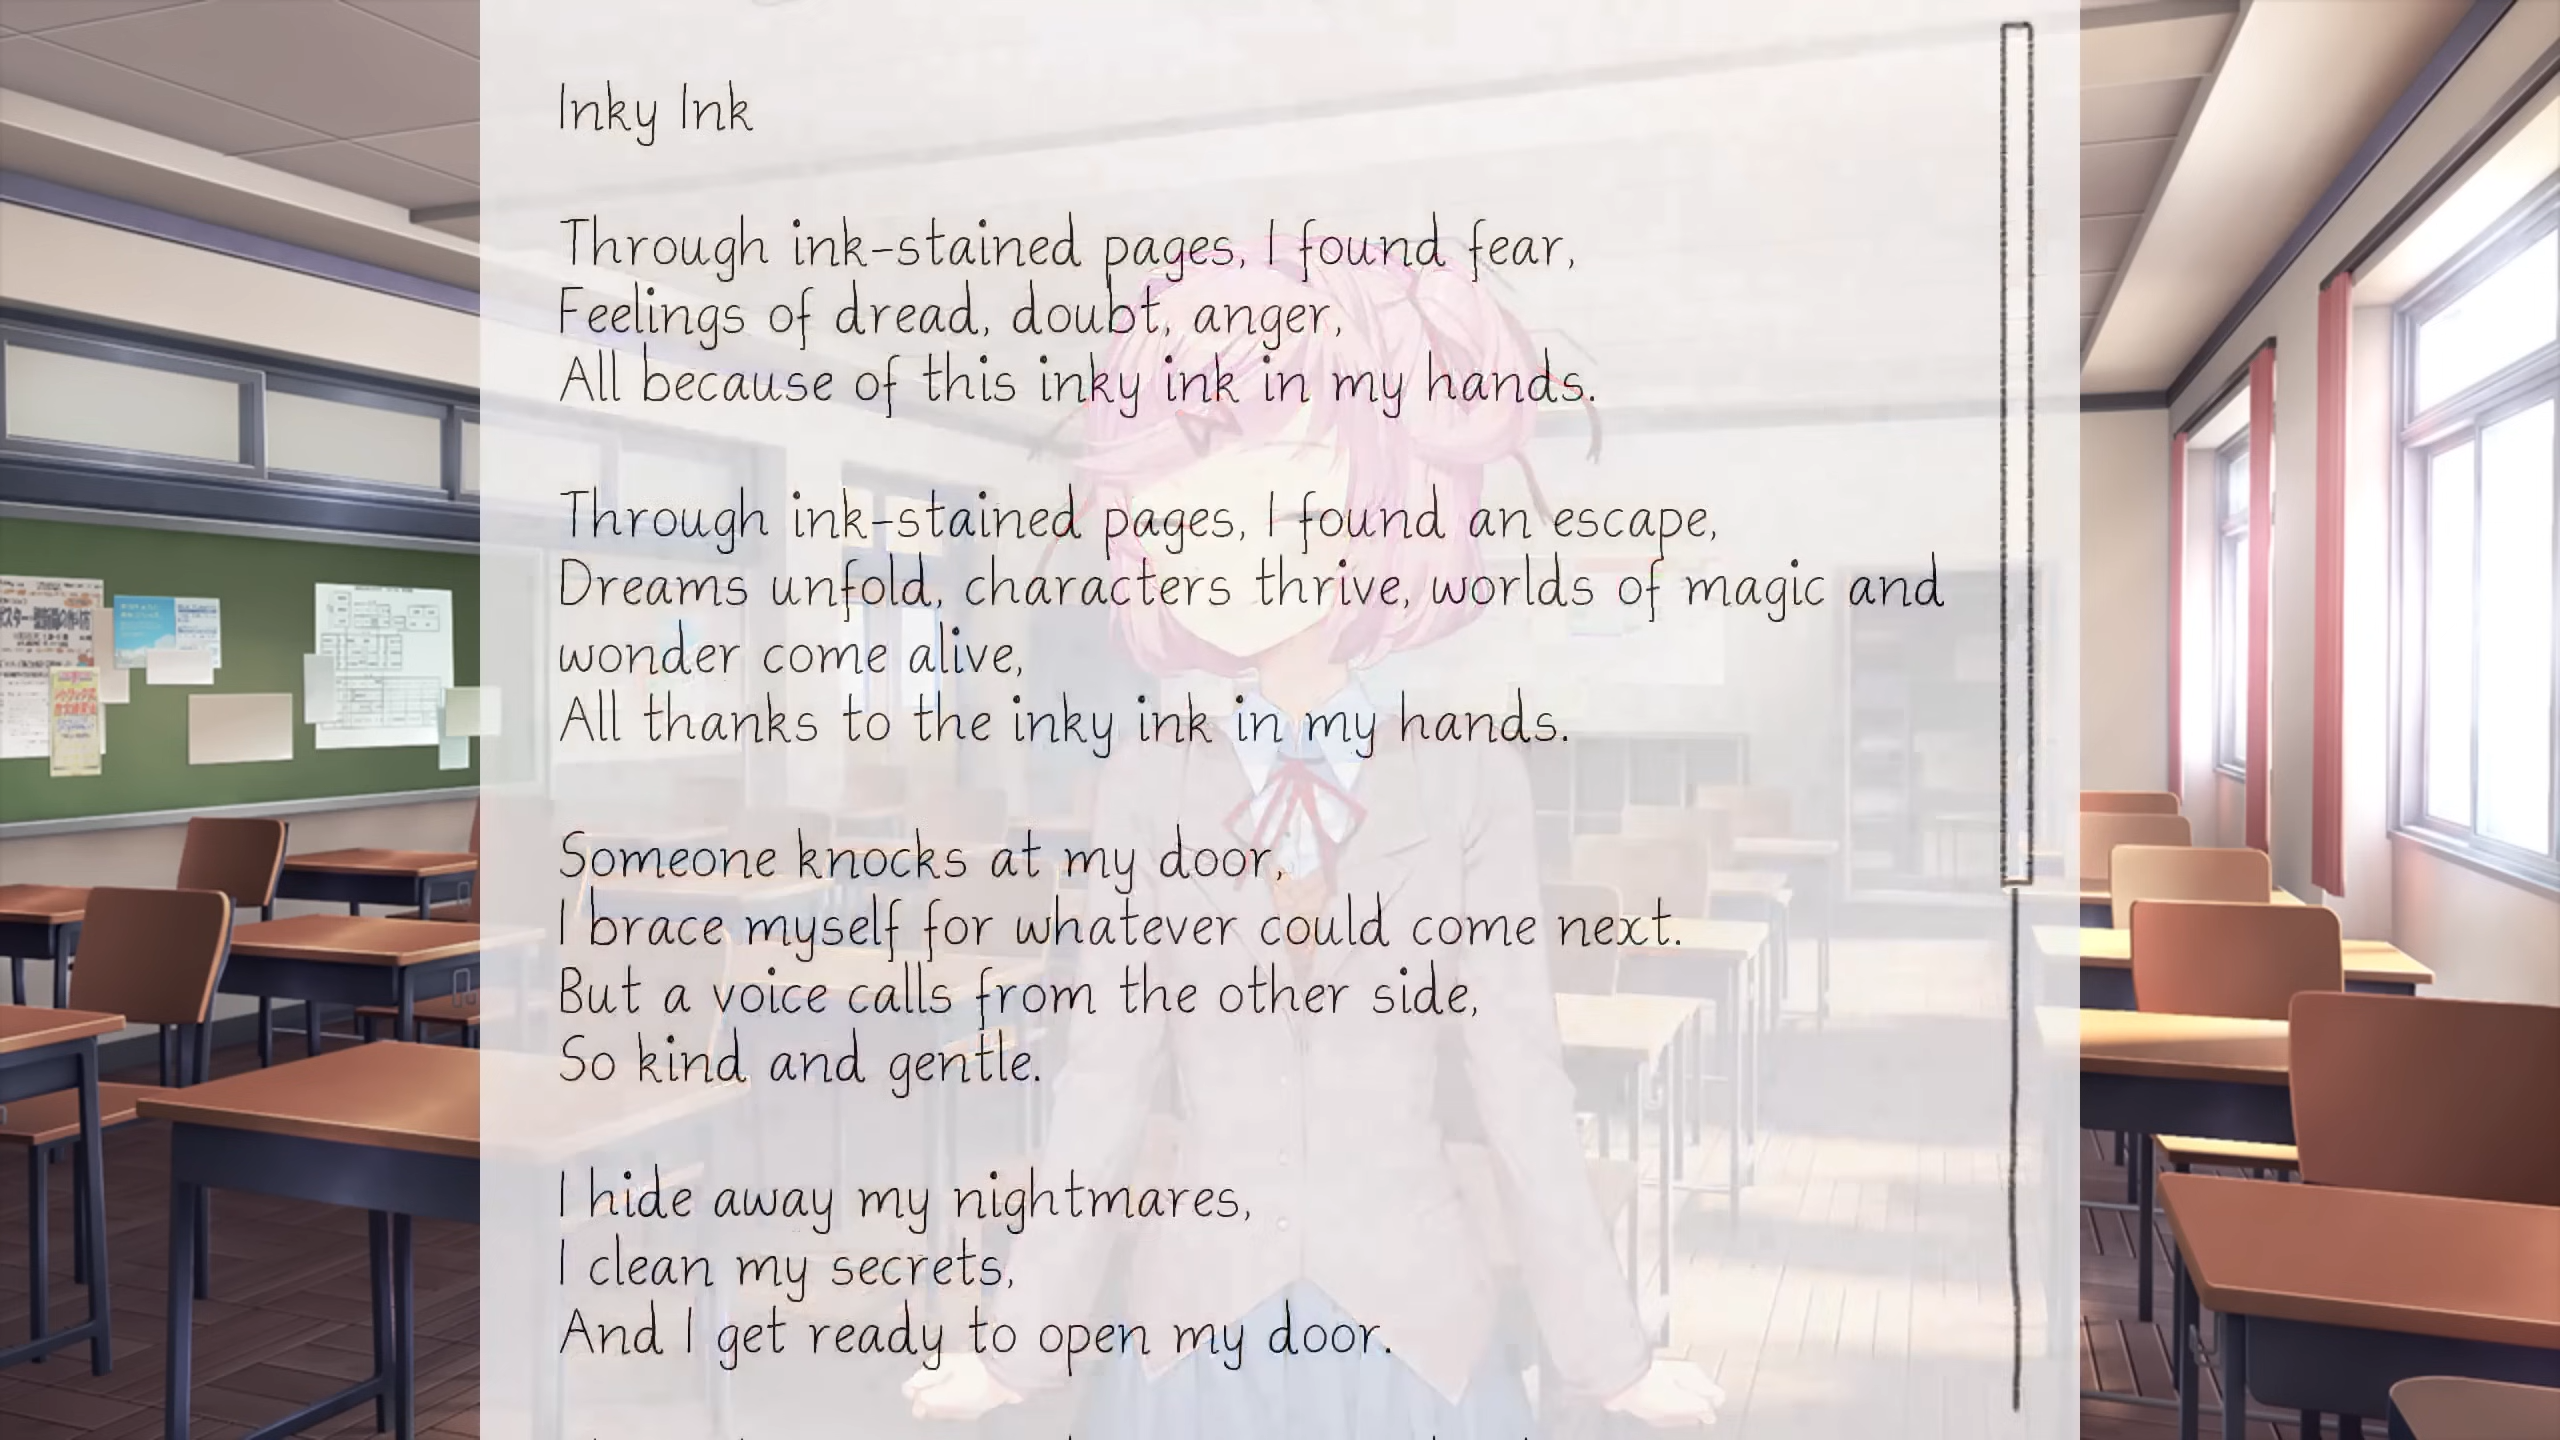 Inky Ink
Through ink-stained pages, I found fear,
Feelings of dread, doubt, anger,
All because of this inky ink in my hands.
Through ink-stained pages, I found an escape,
Dreams unfold, characters thrive, worlds of magic and
wonder come alive,
All thanks to the inky ink in my hands.
Someone knocks at my door,
I brace myself for whatever could come next.
But a voice calls from the other side,
So kind and gentle.
I hide away my nightmares,
I clean my secrets,
And I get ready to open my door.